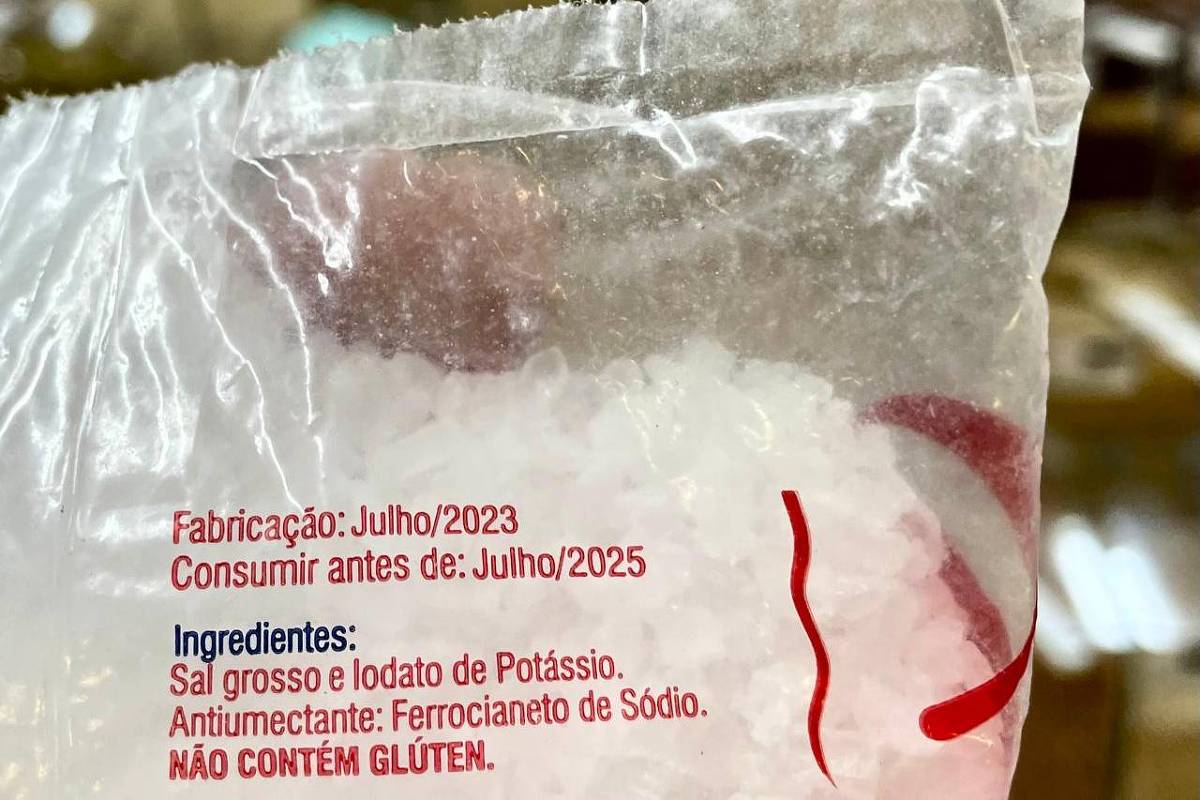 Fabricação: Julho/2023
Consumir antes de: Julho/2025
Ingredientes:
Sal grosso e Iodato de Potássio.
Antiumectante: Ferrocianeto de Sódio.
NÃO CONTÉM GLÚTEN.